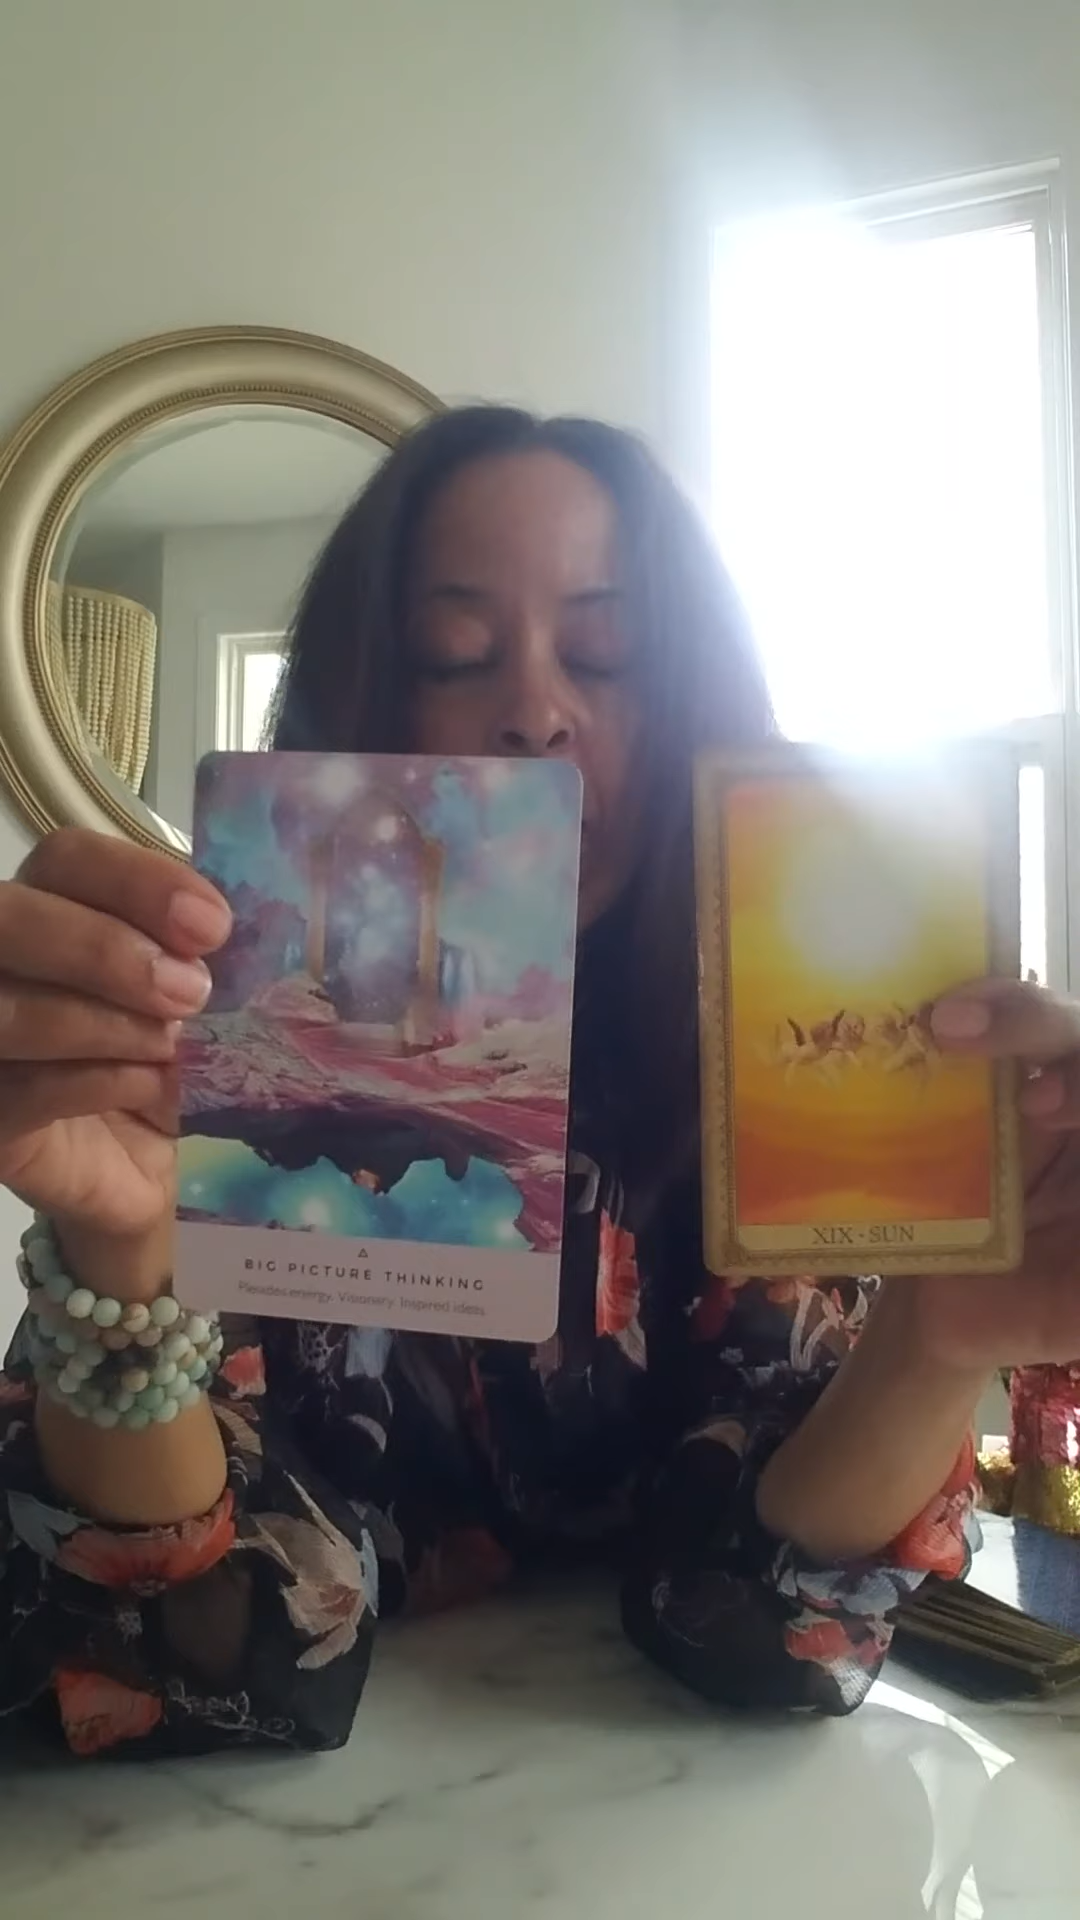 BIG PICTURE THINKING
Pleiades energy. Visionary. Inspired ideas.
XIX • SUN